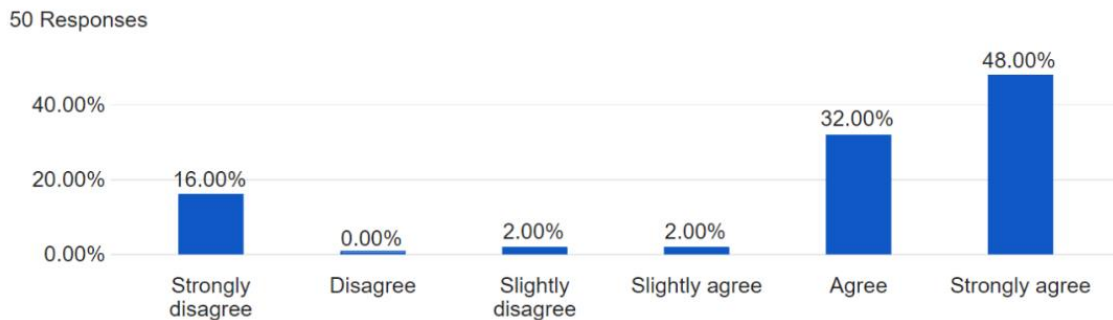 50 Responses
48.00%
40.00%
32.00%
20.00%
16.00%
0.00%
2.00%
2.00%
0.00%
Strongly
disagree
Disagree
Slightly
disagree
Slightly agree
Agree
Strongly agree